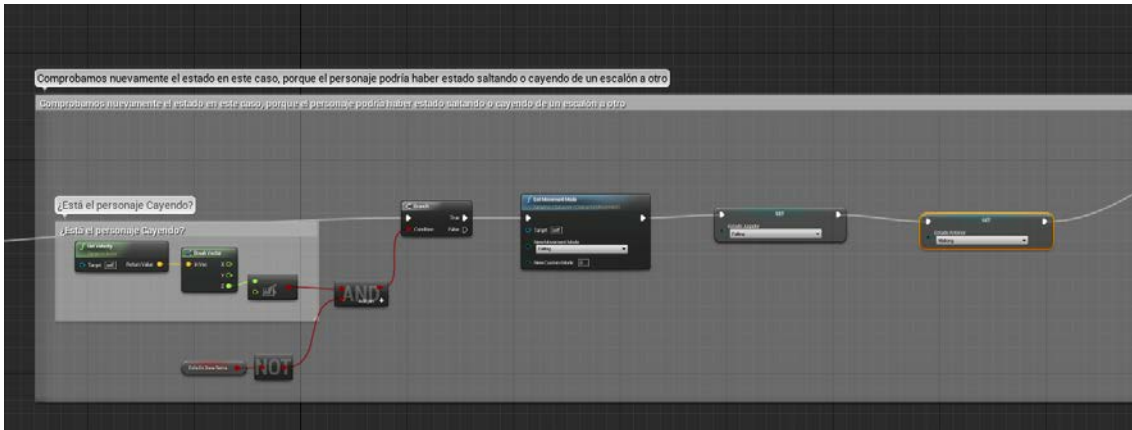 Comprobamos nuevamente el estado en este caso, porque el personaje podría haber estado saltando o cayendo de un escalón a otro
Comprobamos nuevamente el estado en este caso, porque el personaje podría haber estado saltando o cayendo de un escalón a otro
¿Está el personaje Cayendo?
¿Está el personaje Cayendo?
Get Velocity
Target self
Return Value
Break Vector
In Vec
X
Y
Z
AND
NOT
Branch
Condition
True
False
Set Movement Mode
Target self
New Movement Mode
New Custom Mode
SET
Estado Jugador
Falling
SET
Estado Anterior
Walking